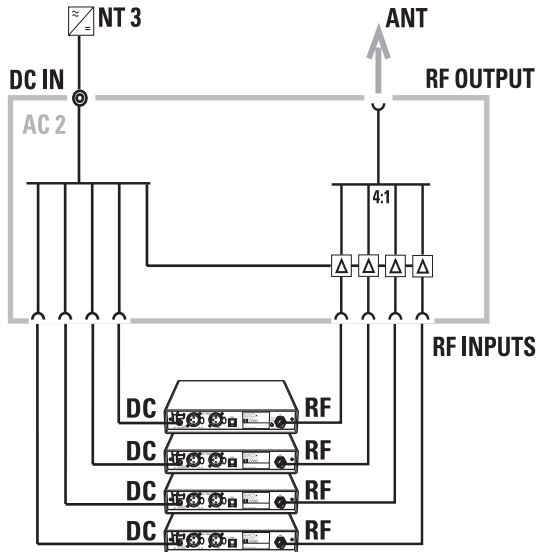 NT 3
ANT
DC IN
RF OUTPUT
AC 2
4:1
RF INPUTS
DC RF
DC RF
DC RF
DC RF